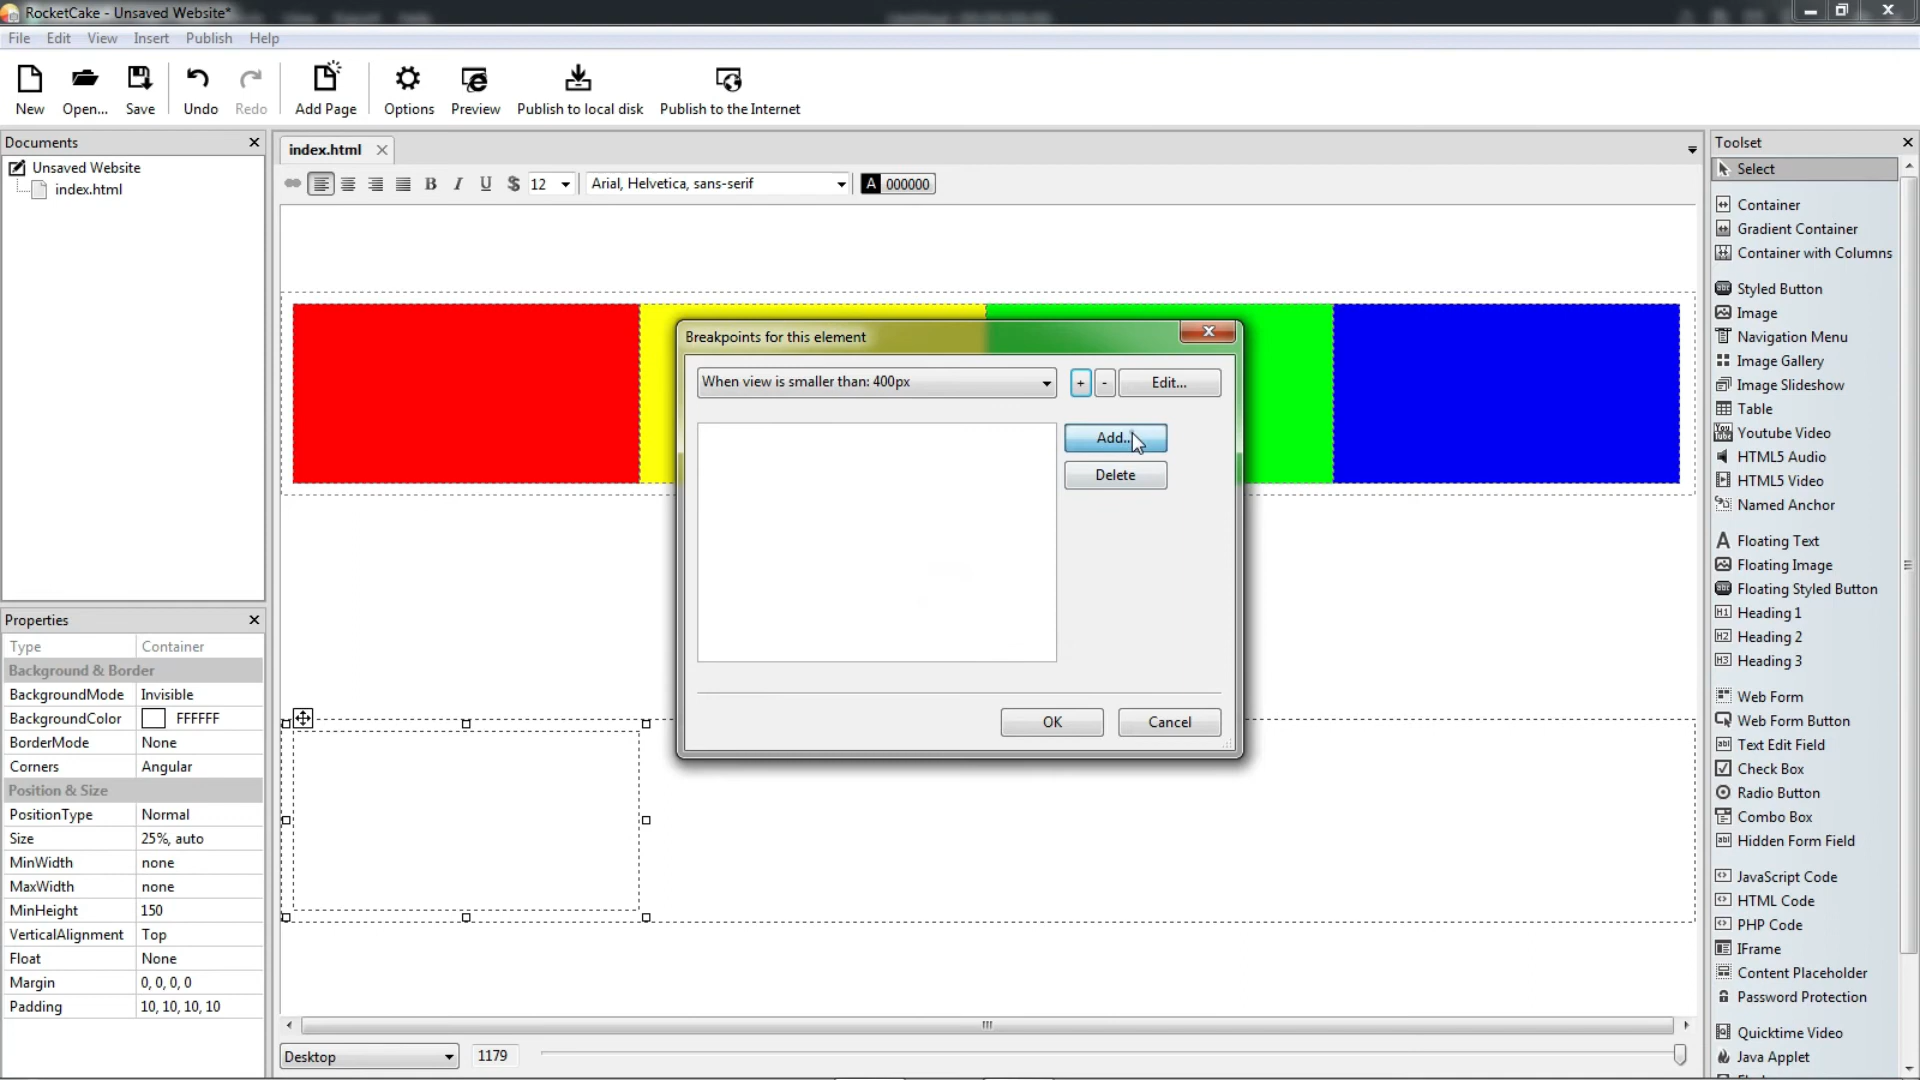 RocketCake - Unsaved Website*
File Edit View Insert Publish Help
New Open... Save Undo Redo Add Page Options Preview Publish to local disk Publish to the Internet
Documents
Unsaved Website
index.html
Properties
Type Container
Background & Border
BackgroundMode Invisible
BackgroundColor FFFFFF
BorderMode None
Corners Angular
Position & Size
PositionType Normal
Size 25%, auto
MinWidth none
MaxWidth none
MinHeight 150
VerticalAlignment Top
Float None
Margin 0, 0, 0, 0
Padding 10, 10, 10, 10
index.html
B I U $ 12 Arial, Helvetica, sans-serif A 000000
Breakpoints for this element
When view is smaller than: 400px + - Edit...
Add...
Delete
OK Cancel
Desktop 1179
Toolset
Select
Container
Gradient Container
Container with Columns
Styled Button
Image
Navigation Menu
Image Gallery
Image Slideshow
Table
Youtube Video
HTML5 Audio
HTML5 Video
Named Anchor
Floating Text
Floating Image
Floating Styled Button
H1 Heading 1
H2 Heading 2
H3 Heading 3
Web Form
Web Form Button
Text Edit Field
Check Box
Radio Button
Combo Box
Hidden Form Field
JavaScript Code
HTML Code
PHP Code
IFrame
Content Placeholder
Password Protection
Quicktime Video
Java Applet